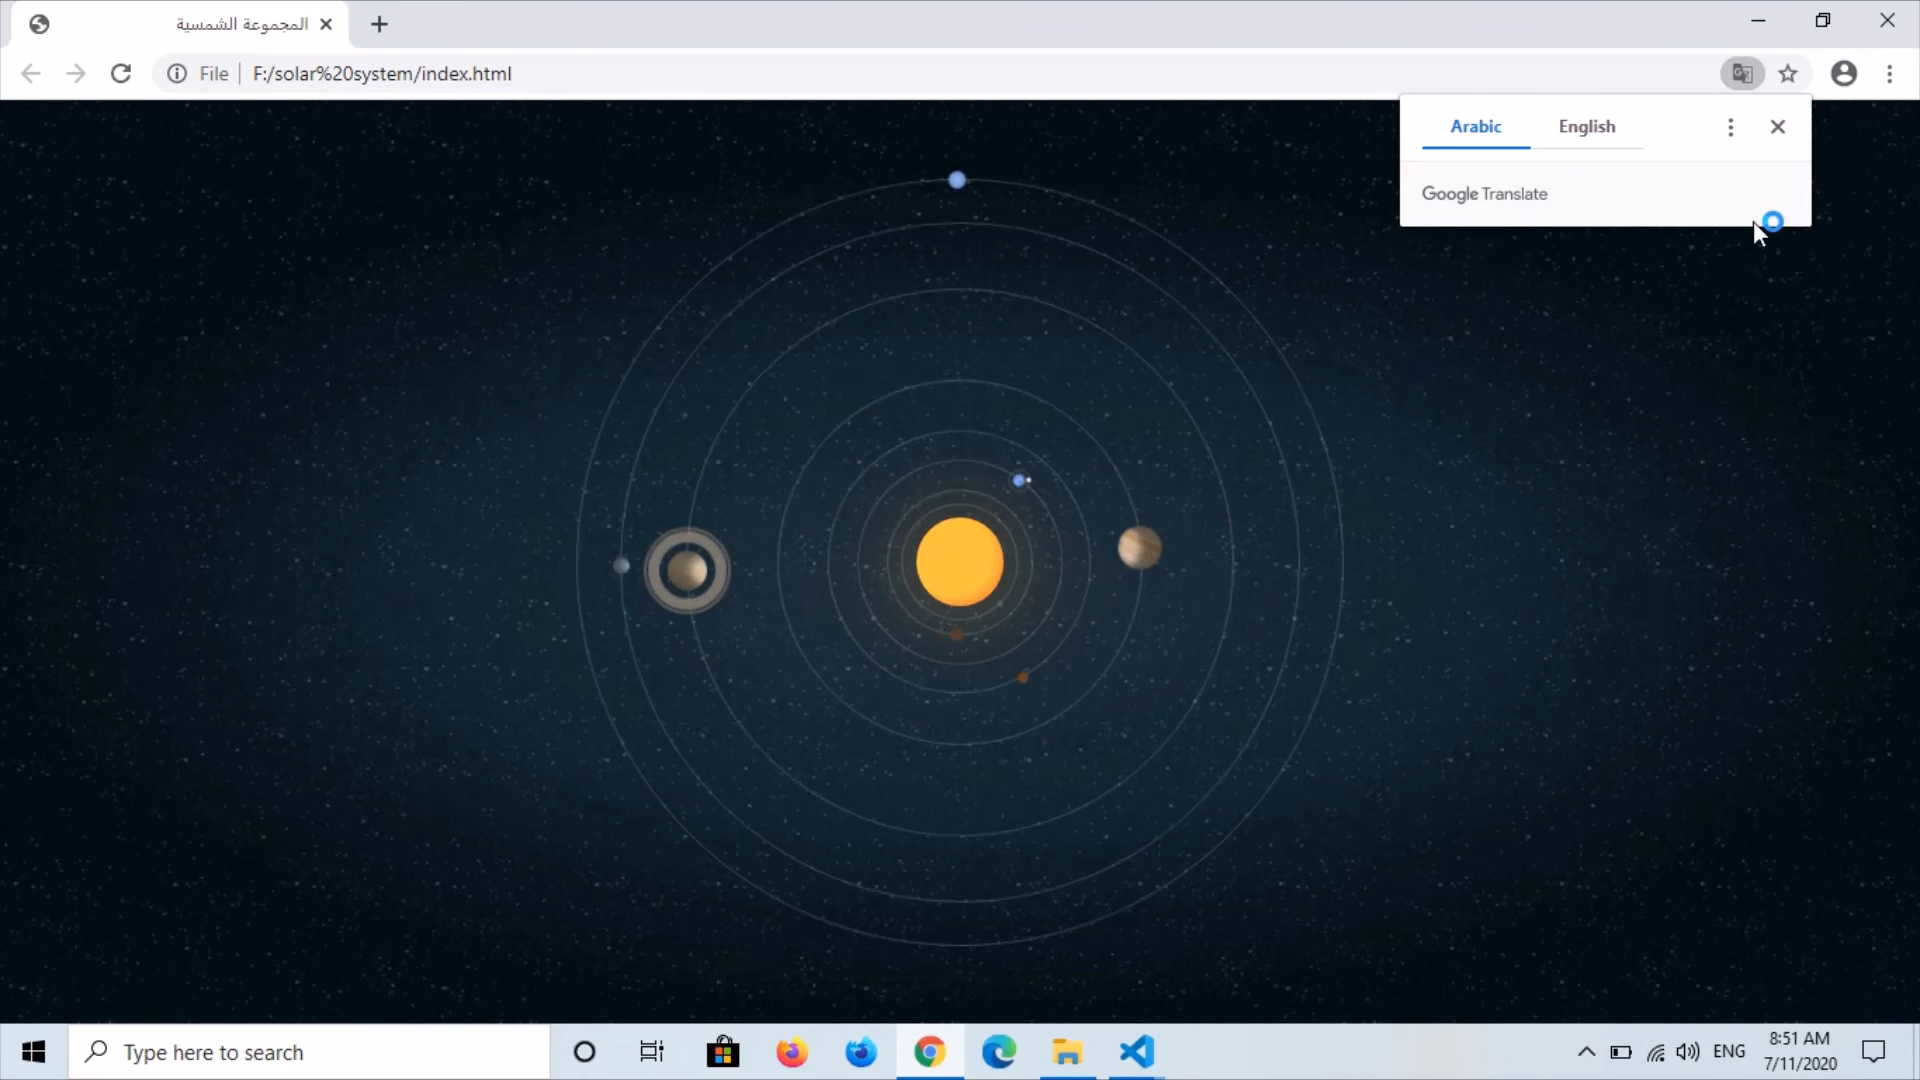 المجموعة الشمسية
File
F:/solar%20system/index.html
Arabic
English
Google Translate
Type here to search
ENG
8:51 AM
7/11/2020